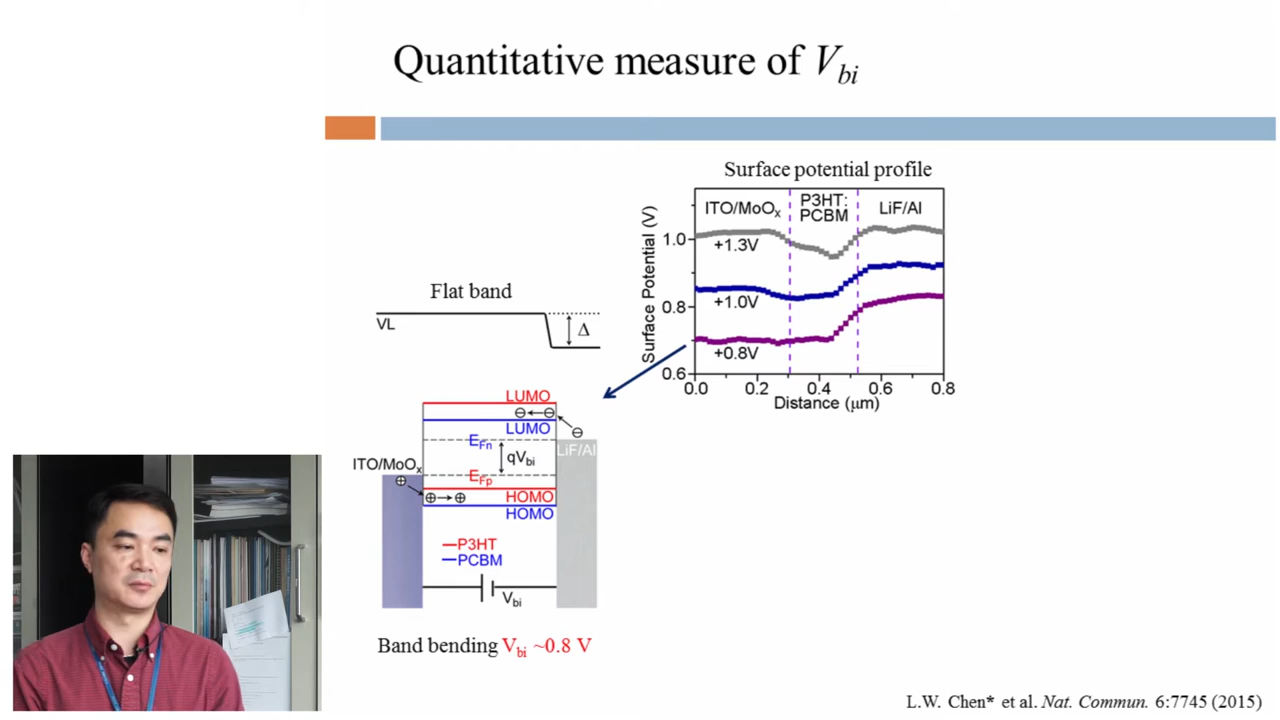 Quantitative measure of Vbi
Surface potential profile
ITO/MoOx
P3HT:
PCBM
LiF/Al
+1.3V
+1.0V
+0.8V
Surface Potential (V)
1.0
0.8
0.6
0.0 0.2 0.4 0.6 0.8
Distance (μm)
Flat band
VL
Δ
LUMO
LUMO
EFn
LiF/Al
qVbi
ITO/MoOx
EFp
HOMO
HOMO
P3HT
PCBM
Vbi
Band bending Vbi ~0.8 V
L.W. Chen* et al. Nat. Commun. 6:7745 (2015)